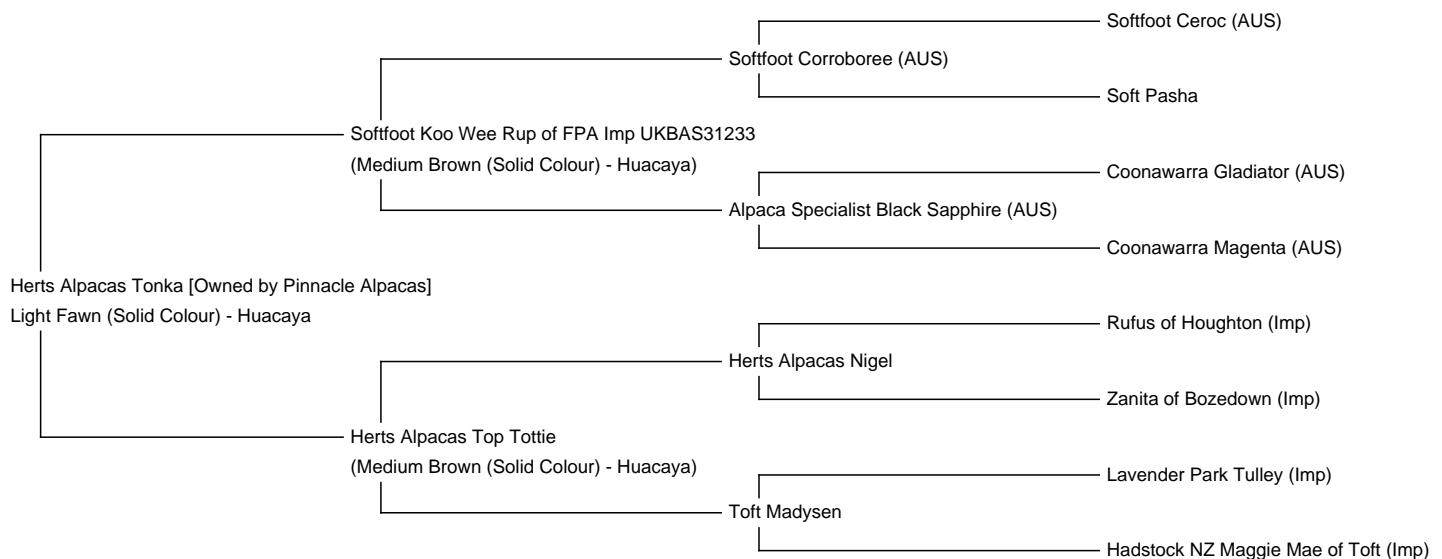 Softfoot Ceroc (AUS)
Softfoot Corroboree (AUS)
Soft Pasha
Softfoot Koo Wee Rup of FPA Imp UKBAS31233
(Medium Brown (Solid Colour) - Huacaya)
Coonawarra Gladiator (AUS)
Alpaca Specialist Black Sapphire (AUS)
Coonawarra Magenta (AUS)
Herts Alpacas Tonka [Owned by Pinnacle Alpacas]
Light Fawn (Solid Colour) - Huacaya
Rufus of Houghton (Imp)
Herts Alpacas Nigel
Zanita of Bozedown (Imp)
Herts Alpacas Top Tottie
(Medium Brown (Solid Colour) - Huacaya)
Lavender Park Tulley (Imp)
Toft Madysen
Hadstock NZ Maggie Mae of Toft (Imp)